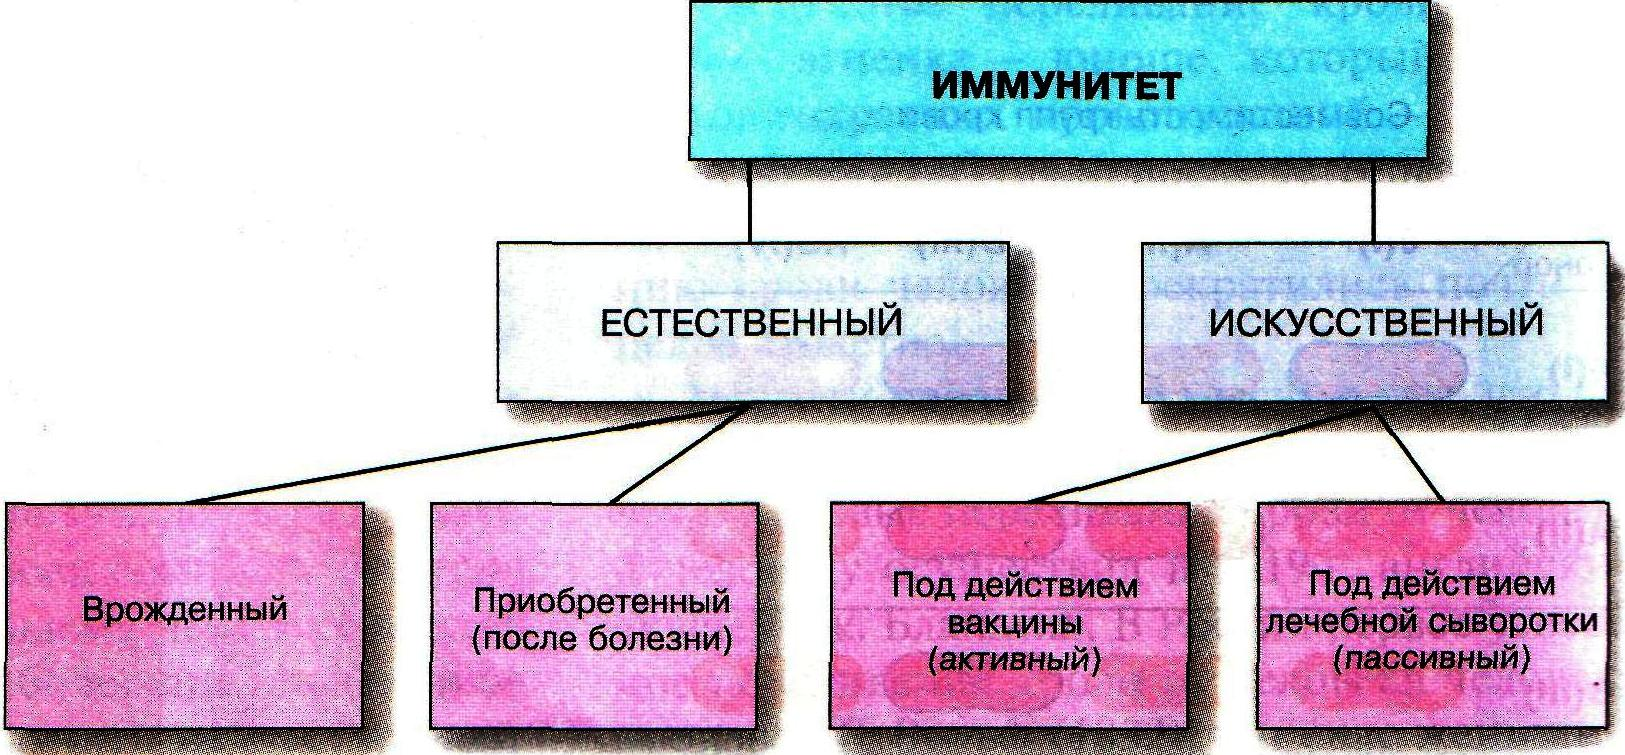 ИММУНИТЕТ
ЕСТЕСТВЕННЫЙ
ИСКУССТВЕННЫЙ
Врожденный
Приобретенный
(после болезни)
Под действием
вакцины
(активный)
Под действием
лечебной сыворотки
(пассивный)